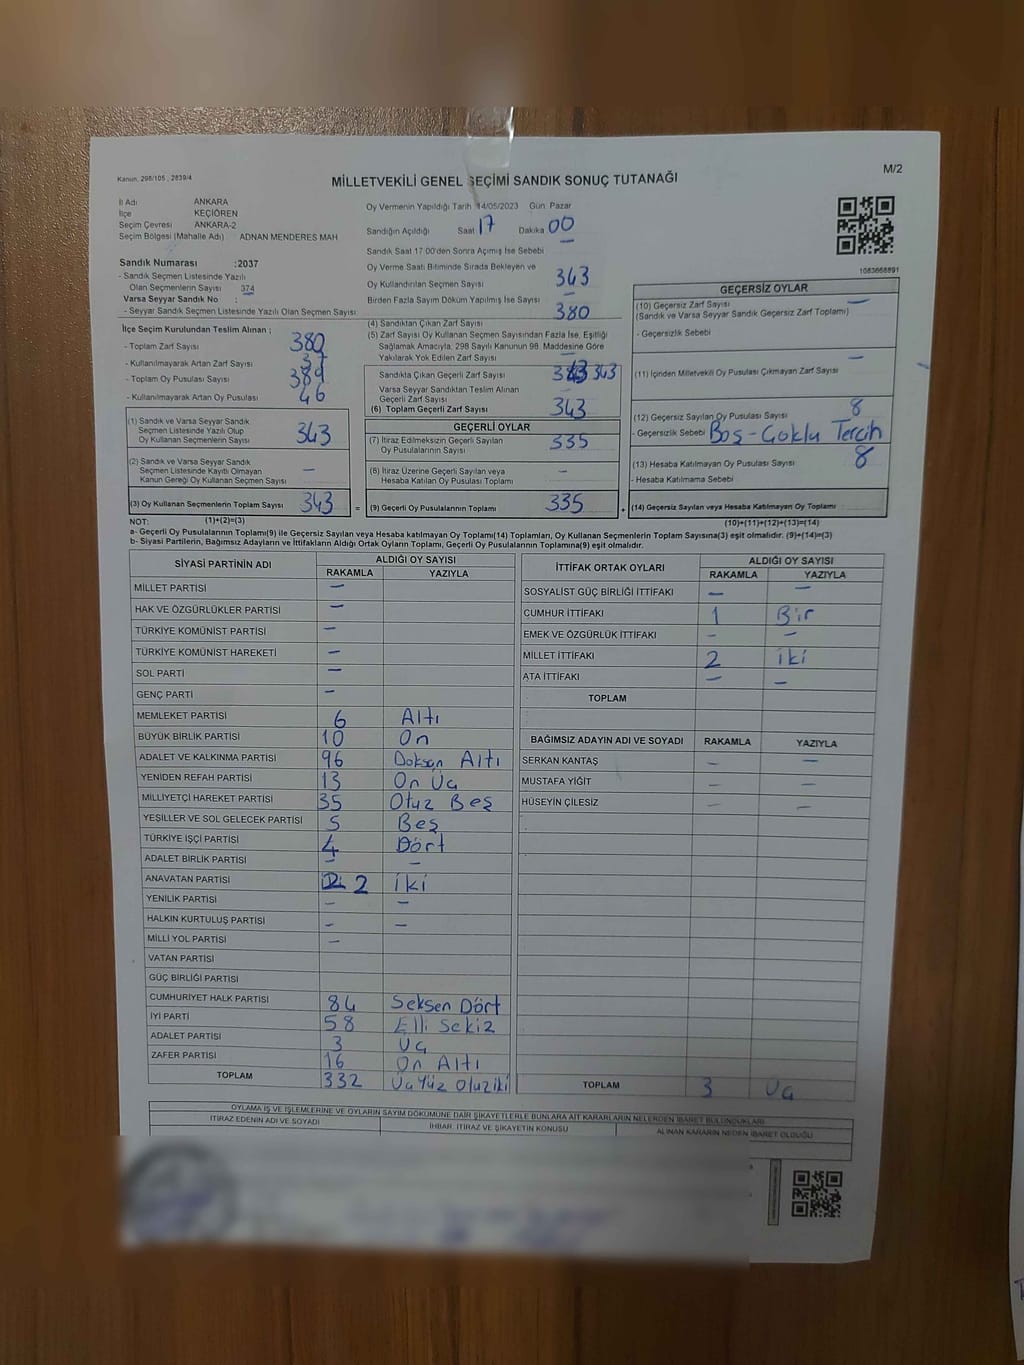 Kanun, 298/105 , 2839/4
MİLLETVEKİLİ GENEL SEÇİMİ SANDIK SONUÇ TUTANAĞI
M/2
İl Adı ANKARA
İlçe KEÇİÖREN
Seçim Çevresi ANKARA-2
Seçim Bölgesi (Mahalle Adı) ADNAN MENDERES MAH
Sandık Numarası :2037
- Sandık Seçmen Listesinde Yazılı
Olan Seçmenlerin Sayısı 374
Varsa Seyyar Sandık No :
- Seyyar Sandık Seçmen Listesinde Yazılı Olan Seçmen Sayısı
İlçe Seçim Kurulundan Teslim Alınan ;
- Toplam Zarf Sayısı 380
- Kullanılmayarak Artan Zarf Sayısı 37
- Toplam Oy Pusulası Sayısı 389
- Kullanılmayarak Artan Oy Pusulası 46
(1) Sandık ve Varsa Seyyar Sandık
Seçmen Listesinde Yazılı Olup
Oy Kullanan Seçmenlerin Sayısı 343
(2) Sandık ve Varsa Seyyar Sandık
Seçmen Listesinde Kayıtlı Olmayan
Kanun Gereği Oy Kullanan Seçmen Sayısı –
(3) Oy Kullanan Seçmenlerin Toplam Sayısı 343
Oy Vermenin Yapıldığı Tarih 14/05/2023 Gün Pazar
Sandığın Açıldığı Saat 17 Dakika 00
Sandık Saat 17:00'den Sonra Açımış İse Sebebi –
Oy Verme Saati Bitiminde Sırada Bekleyen ve
Oy Kullandırılan Seçmen Sayısı 343
Birden Fazla Sayım Döküm Yapılmış İse Sayısı –
(4) Sandıktan Çıkan Zarf Sayısı 380
(5) Zarf Sayısı Oy Kullanan Seçmen Sayısından Fazla İse, Eşitliği
Sağlamak Amacıyla, 298 Sayılı Kanunun 98. Maddesine Göre
Yakılarak Yok Edilen Zarf Sayısı –
Sandıkla Çıkan Geçerli Zarf Sayısı 343
Varsa Seyyar Sandıktan Teslim Alınan
Geçerli Zarf Sayısı –
(6) Toplam Geçerli Zarf Sayısı 343
GEÇERLİ OYLAR
(7) İtiraz Edilmeksizin Geçerli Sayılan
Oy Pusulalarının Sayısı 335
(8) İtiraz Üzerine Geçerli Sayılan veya
Hesaba Katılan Oy Pusulası Toplamı –
= (9) Geçerli Oy Pusulalarının Toplamı 335
1083668891
GEÇERSİZ OYLAR
(10) Geçersiz Zarf Sayısı –
(Sandık ve Varsa Seyyar Sandık Geçersiz Zarf Toplamı)
- Geçersizlik Sebebi
(11) İçinden Milletvekili Oy Pusulası Çıkmayan Zarf Sayısı –
(12) Geçersiz Sayılan Oy Pusulası Sayısı 8
- Geçersizlik Sebebi Boş - Çoklu Tercih
(13) Hesaba Katılmayan Oy Pusulası Sayısı 8
- Hesaba Katılmama Sebebi
+ (14) Geçersiz Sayılan veya Hesaba Katılmayan Oy Toplamı
NOT: (1)+(2)=(3)
(10)+(11)+(12)+(13)=(14)
a- Geçerli Oy Pusulalarının Toplamı(9) ile Geçersiz Sayılan veya Hesaba katılmayan Oy Toplamı(14) Toplamları, Oy Kullanan Seçmenlerin Toplam Sayısına(3) eşit olmalıdır. (9)+(14)=(3)
b- Siyasi Partilerin, Bağımsız Adayların ve İttifakların Aldığı Ortak Oyların Toplamı, Geçerli Oy Pusulalarının Toplamına(9) eşit olmalıdır.
SİYASİ PARTİNİN ADI ALDIĞI OY SAYISI
RAKAMLA YAZIYLA
MİLLET PARTİSİ –
HAK VE ÖZGÜRLÜKLER PARTİSİ –
TÜRKİYE KOMÜNİST PARTİSİ –
TÜRKİYE KOMÜNİST HAREKETİ –
SOL PARTİ –
GENÇ PARTİ –
MEMLEKET PARTİSİ 6 Altı
BÜYÜK BİRLİK PARTİSİ 10 On
ADALET VE KALKINMA PARTİSİ 96 Doksan Altı
YENİDEN REFAH PARTİSİ 13 On Üç
MİLLİYETÇİ HAREKET PARTİSİ 35 Otuz Beş
YEŞİLLER VE SOL GELECEK PARTİSİ 5 Beş
TÜRKİYE İŞÇİ PARTİSİ 4 Dört
ADALET BİRLİK PARTİSİ – –
ANAVATAN PARTİSİ 2 iki
YENİLİK PARTİSİ – –
HALKIN KURTULUŞ PARTİSİ – –
MİLLİ YOL PARTİSİ –
VATAN PARTİSİ
GÜÇ BİRLİĞİ PARTİSİ
CUMHURİYET HALK PARTİSİ 84 Seksen Dört
İYİ PARTİ 58 Elli Sekiz
ADALET PARTİSİ 3 Üç
ZAFER PARTİSİ 16 On Altı
TOPLAM 332 Üçyüz Otuziki
İTTİFAK ORTAK OYLARI ALDIĞI OY SAYISI
RAKAMLA YAZIYLA
SOSYALİST GÜÇ BİRLİĞİ İTTİFAKI – –
CUMHUR İTTİFAKI 1 Bir
EMEK VE ÖZGÜRLÜK İTTİFAKI – –
MİLLET İTTİFAKI 2 iki
ATA İTTİFAKI – –
TOPLAM
BAĞIMSIZ ADAYIN ADI VE SOYADI RAKAMLA YAZIYLA
SERKAN KANTAŞ – –
MUSTAFA YİĞİT – –
HÜSEYİN ÇİLESİZ – –
TOPLAM 3 Üç
OYLAMA İŞ VE İŞLEMLERİNE VE OYLARIN SAYIM DÖKÜMÜNE DAİR ŞİKAYETLERLE BUNLARA AİT KARARLARIN NELERDEN İBARET BULUNDUKLARI
İTİRAZ EDENİN ADI VE SOYADI İHBAR, İTİRAZ VE ŞİKAYETİN KONUSU ALINAN KARARIN NEDEN İBARET OLDUĞU